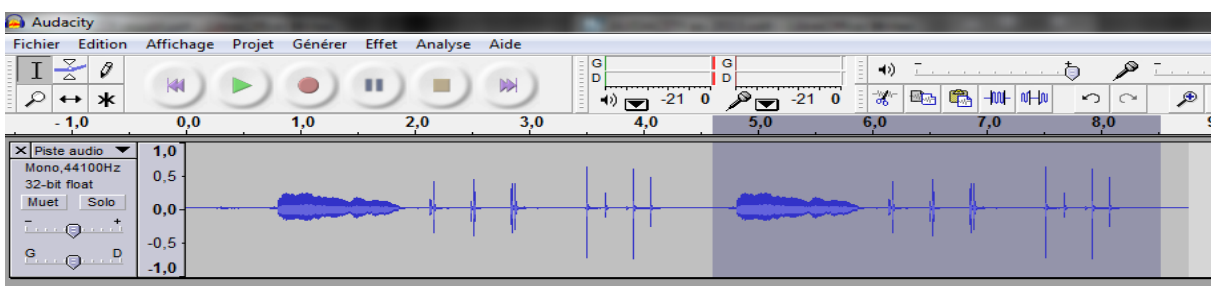 Audacity
Fichier Edition Affichage Projet Générer Effet Analyse Aide
G G
D D
-21 0 -21 0
- 1,0 0,0 1,0 2,0 3,0 4,0 5,0 6,0 7,0 8,0
Piste audio 1,0
Mono,44100Hz
32-bit float 0,5
Muet Solo
- + 0,0
-0,5
G D
-1,0